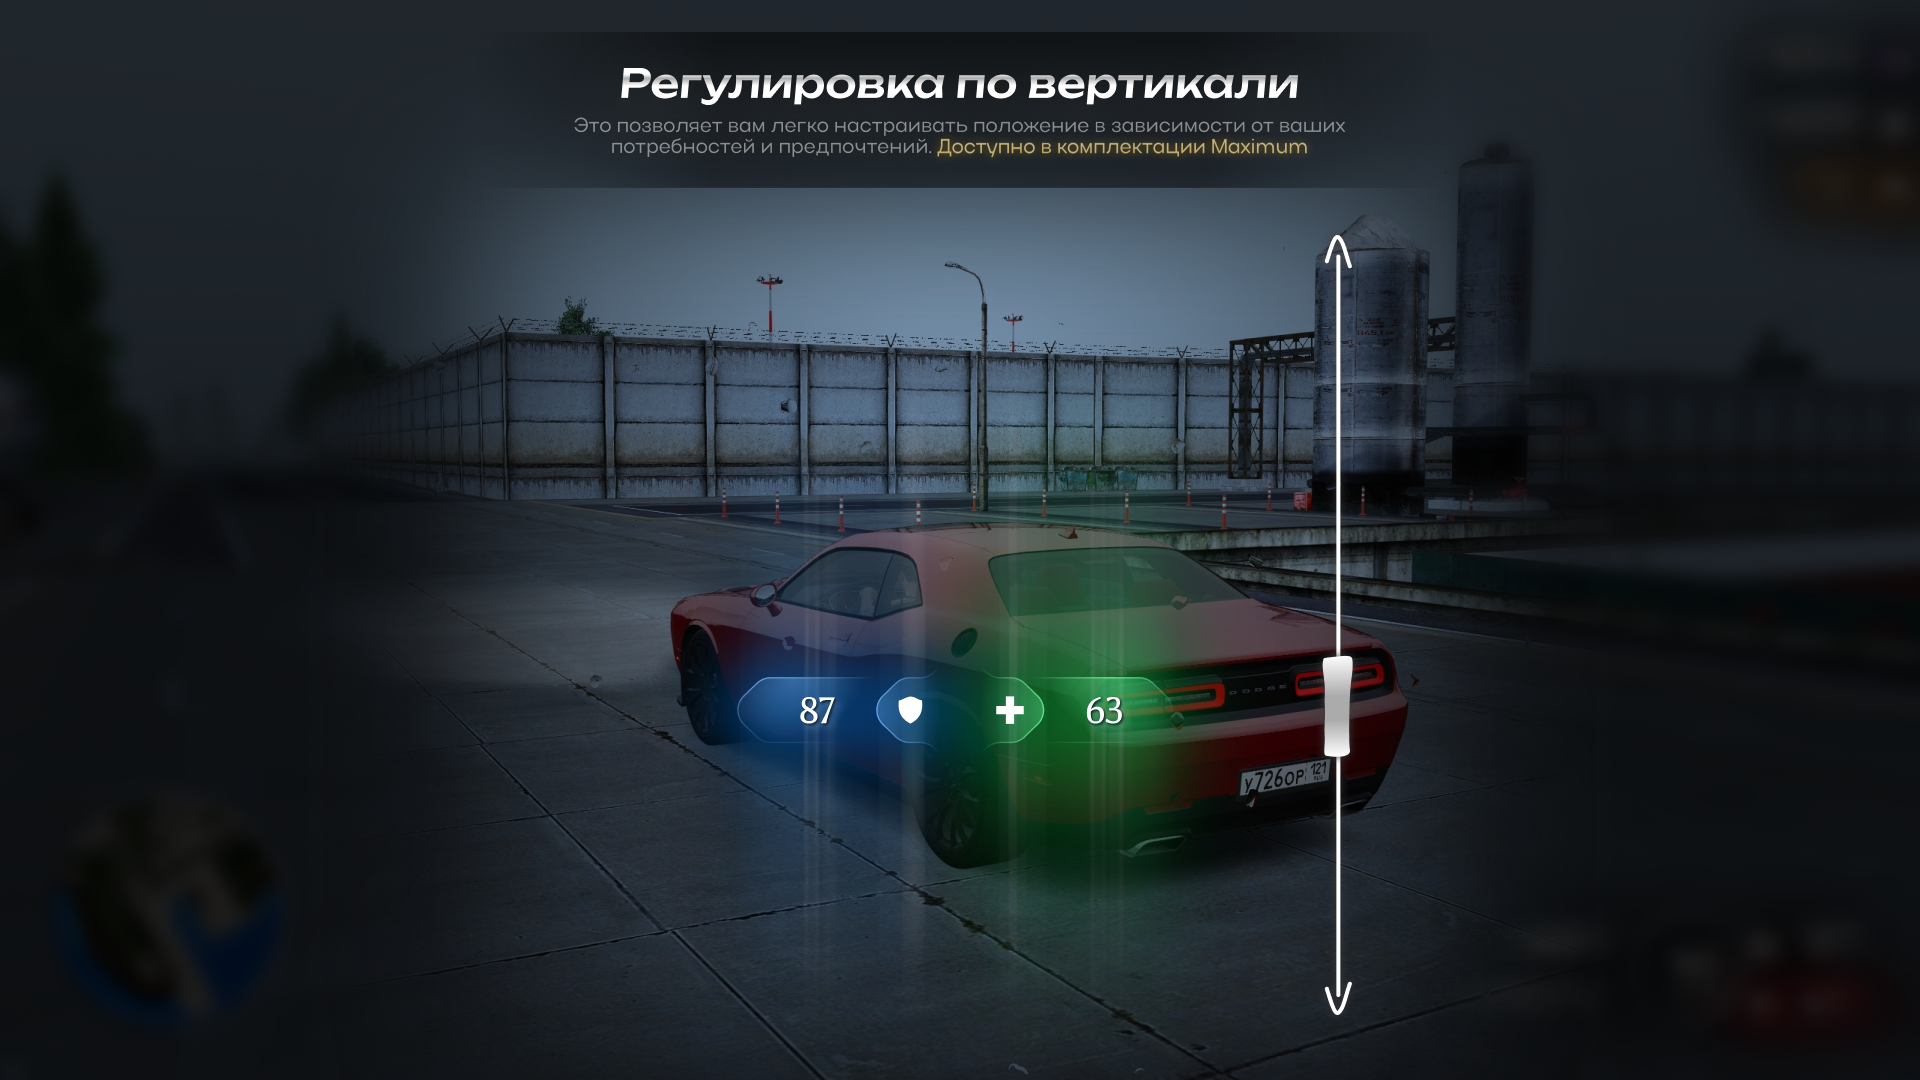 Регулировка по вертикали
Это позволяет вам легко настраивать положение в зависимости от ваших
потребностей и предпочтений. Доступно в комплектации Maximum
87
63
DODGE
У726ОР 121